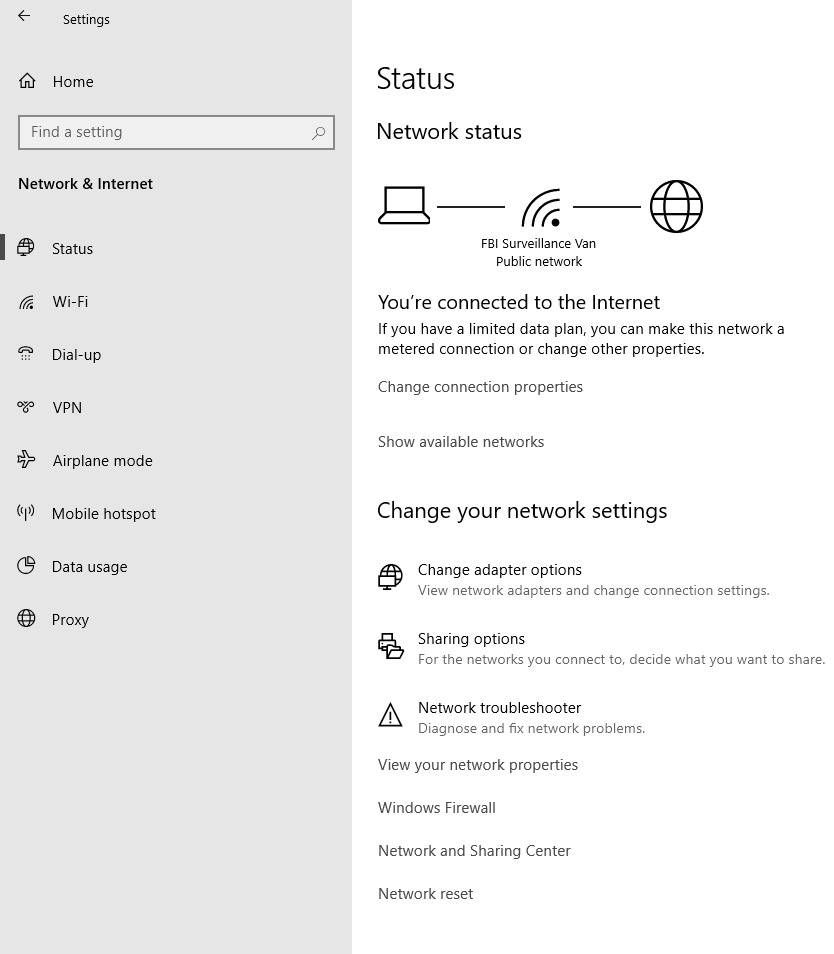 Settings
Home
Find a setting
Network & Internet
Status
Wi-Fi
Dial-up
VPN
Airplane mode
Mobile hotspot
Data usage
Proxy
Status
Network status
FBI Surveillance Van
Public network
You’re connected to the Internet
If you have a limited data plan, you can make this network a
metered connection or change other properties.
Change connection properties
Show available networks
Change your network settings
Change adapter options
View network adapters and change connection settings.
Sharing options
For the networks you connect to, decide what you want to share.
Network troubleshooter
Diagnose and fix network problems.
View your network properties
Windows Firewall
Network and Sharing Center
Network reset